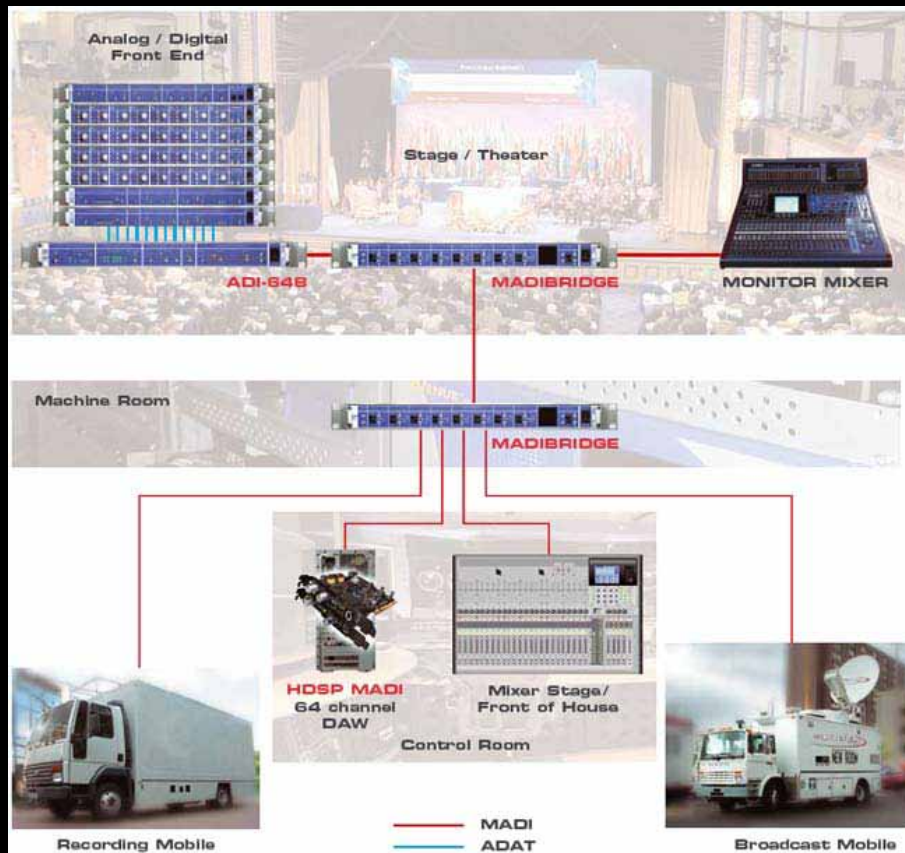 Analog / Digital
Front End
Stage / Theater
ADI-648
MADIBRIDGE
MONITOR MIXER
Machine Room
MADIBRIDGE
HDSP MADI
64 channel
DAW
Mixer Stage/
Front of House
Control Room
Recording Mobile
MADI
ADAT
Broadcast Mobile